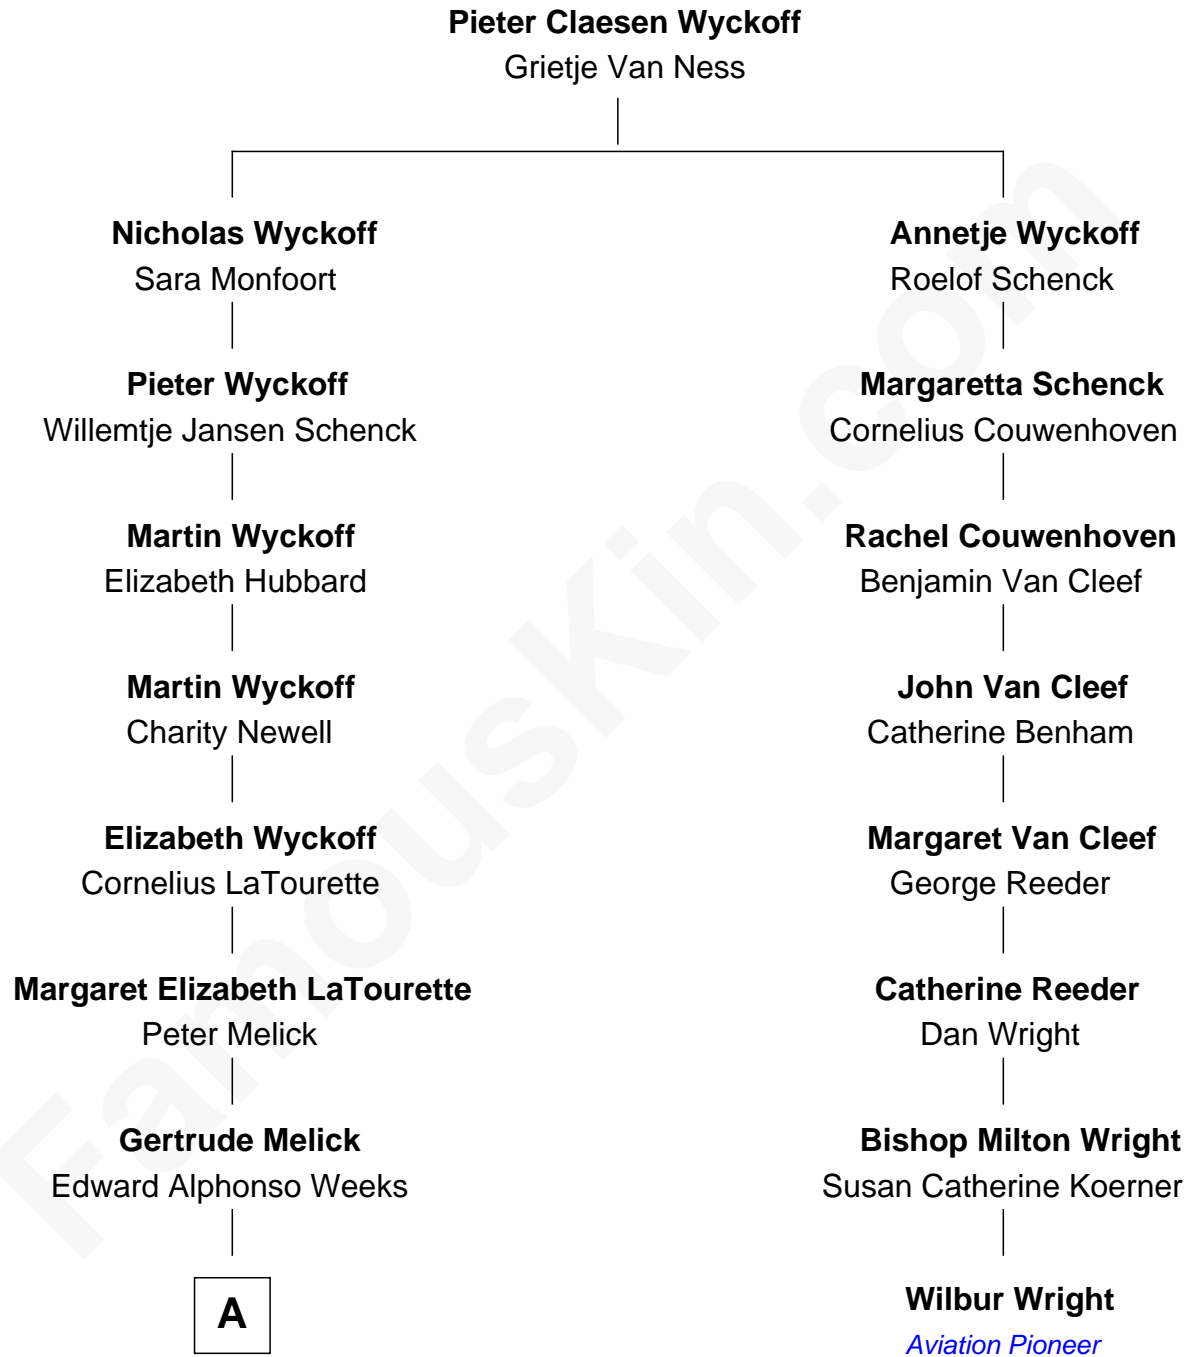 Pieter Claesen Wyckoff
Grietje Van Ness
Nicholas Wyckoff
Sara Monfoort
Annetje Wyckoff
Roelof Schenck
Pieter Wyckoff
Willemtje Jansen Schenck
Margaretta Schenck
Cornelius Couwenhoven
Martin Wyckoff
Elizabeth Hubbard
Rachel Couwenhoven
Benjamin Van Cleef
Martin Wyckoff
Charity Newell
John Van Cleef
Catherine Benham
Elizabeth Wyckoff
Cornelius LaTourette
Margaret Van Cleef
George Reeder
Margaret Elizabeth LaTourette
Peter Melick
Catherine Reeder
Dan Wright
Gertrude Melick
Edward Alphonso Weeks
Bishop Milton Wright
Susan Catherine Koerner
A
Wilbur Wright
Aviation Pioneer
FamousKin.com